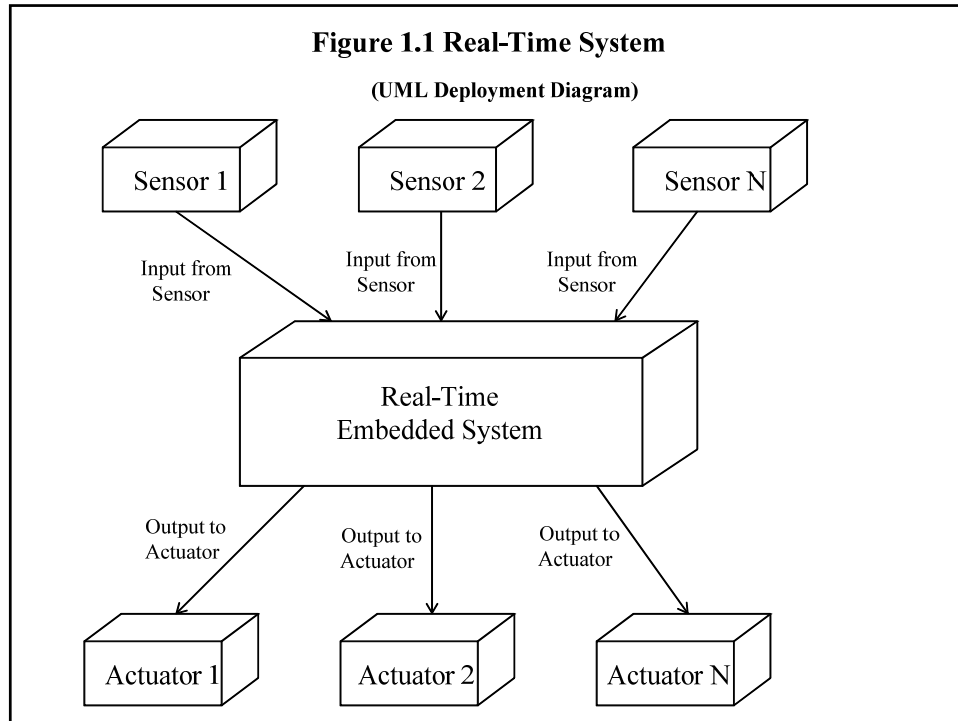 Figure 1.1 Real-Time System
(UML Deployment Diagram)
Sensor 1
Sensor 2
Sensor N
Input from
Sensor
Input from
Sensor
Input from
Sensor
Real-Time
Embedded System
Output to
Actuator
Output to
Actuator
Output to
Actuator
Actuator 1
Actuator 2
Actuator N